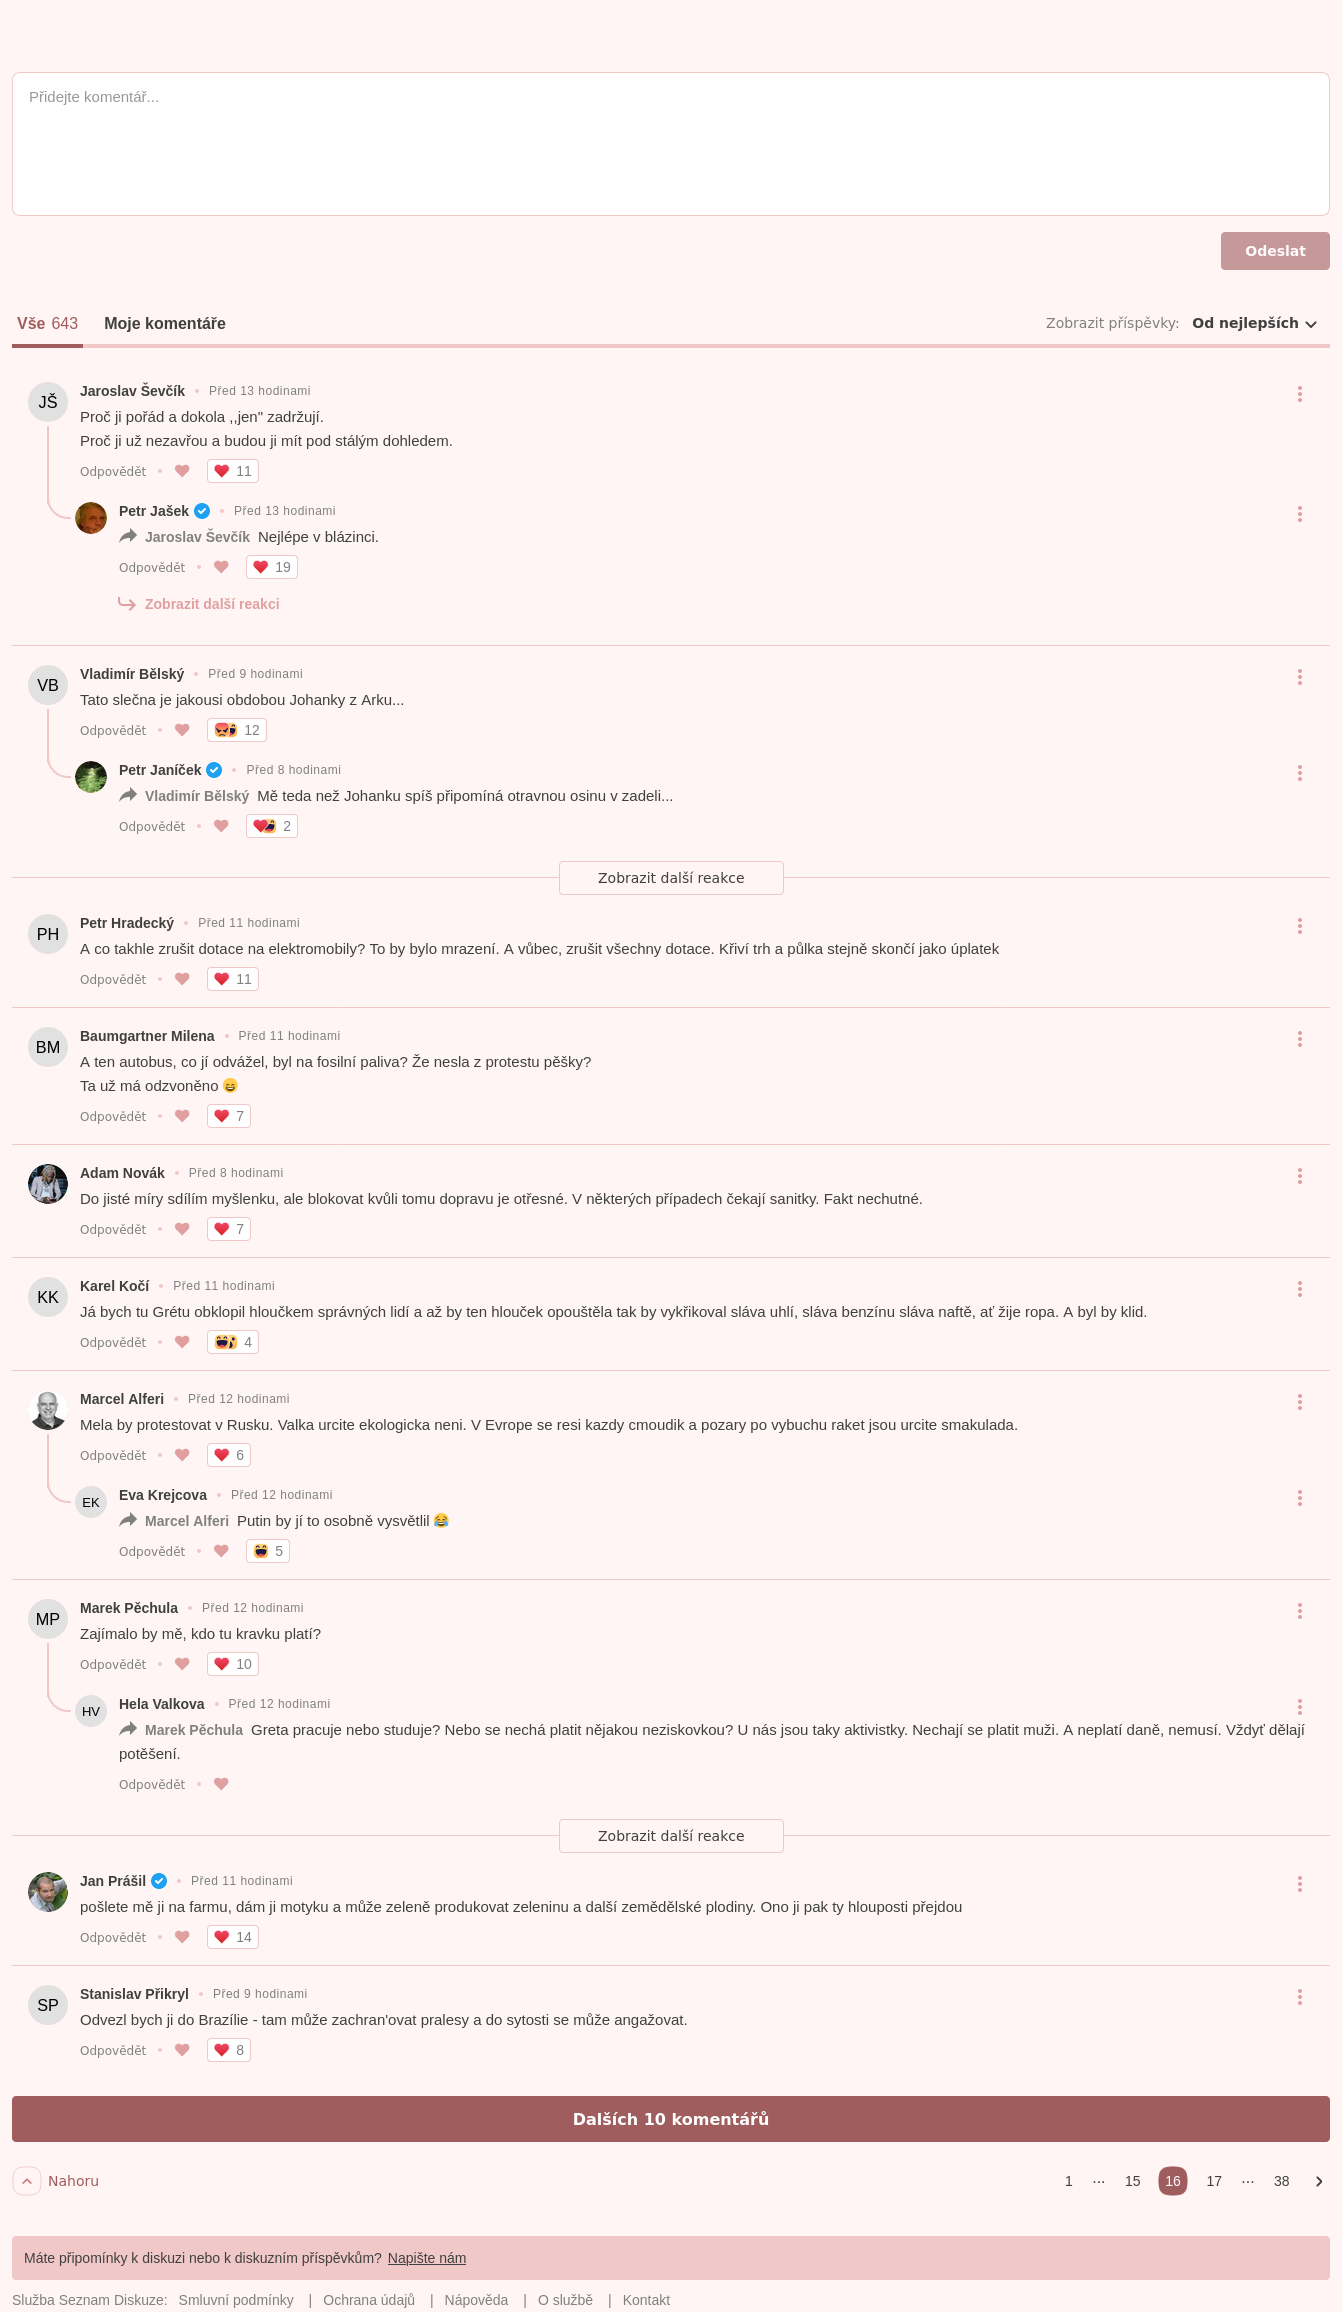 Přidejte komentář...
Odeslat
Vše 643 Moje komentáře Zobrazit příspěvky: Od nejlepších
JŠ Jaroslav Ševčík • Před 13 hodinami
Proč ji pořád a dokola ,,jen" zadržují.
Proč ji už nezavřou a budou ji mít pod stálým dohledem.
Odpovědět • 11
Petr Jašek • Před 13 hodinami
Jaroslav Ševčík Nejlépe v blázinci.
Odpovědět • 19
Zobrazit další reakci
VB Vladimír Bělský • Před 9 hodinami
Tato slečna je jakousi obdobou Johanky z Arku...
Odpovědět • 12
Petr Janíček • Před 8 hodinami
Vladimír Bělský Mě teda než Johanku spíš připomíná otravnou osinu v zadeli...
Odpovědět • 2
Zobrazit další reakce
PH Petr Hradecký • Před 11 hodinami
A co takhle zrušit dotace na elektromobily? To by bylo mrazení. A vůbec, zrušit všechny dotace. Křiví trh a půlka stejně skončí jako úplatek
Odpovědět • 11
BM Baumgartner Milena • Před 11 hodinami
A ten autobus, co jí odvážel, byl na fosilní paliva? Že nesla z protestu pěšky?
Ta už má odzvoněno 😄
Odpovědět • 7
Adam Novák • Před 8 hodinami
Do jisté míry sdílím myšlenku, ale blokovat kvůli tomu dopravu je otřesné. V některých případech čekají sanitky. Fakt nechutné.
Odpovědět • 7
KK Karel Kočí • Před 11 hodinami
Já bych tu Grétu obklopil hloučkem správných lidí a až by ten hlouček opouštěla tak by vykřikoval sláva uhlí, sláva benzínu sláva naftě, ať žije ropa. A byl by klid.
Odpovědět • 4
Marcel Alferi • Před 12 hodinami
Mela by protestovat v Rusku. Valka urcite ekologicka neni. V Evrope se resi kazdy cmoudik a pozary po vybuchu raket jsou urcite smakulada.
Odpovědět • 6
EK Eva Krejcova • Před 12 hodinami
Marcel Alferi Putin by jí to osobně vysvětlil 😂
Odpovědět • 5
MP Marek Pěchula • Před 12 hodinami
Zajímalo by mě, kdo tu kravku platí?
Odpovědět • 10
HV Hela Valkova • Před 12 hodinami
Marek Pěchula Greta pracuje nebo studuje? Nebo se nechá platit nějakou neziskovkou? U nás jsou taky aktivistky. Nechají se platit muži. A neplatí daně, nemusí. Vždyť dělají
potěšení.
Odpovědět •
Zobrazit další reakce
Jan Prášil • Před 11 hodinami
pošlete mě ji na farmu, dám ji motyku a může zeleně produkovat zeleninu a další zemědělské plodiny. Ono ji pak ty hlouposti přejdou
Odpovědět • 14
SP Stanislav Přikryl • Před 9 hodinami
Odvezl bych ji do Brazílie - tam může zachran'ovat pralesy a do sytosti se může angažovat.
Odpovědět • 8
Dalších 10 komentářů
Nahoru 1 ··· 15 16 17 ··· 38
Máte připomínky k diskuzi nebo k diskuzním příspěvkům? Napište nám
Služba Seznam Diskuze: Smluvní podmínky | Ochrana údajů | Nápověda | O službě | Kontakt